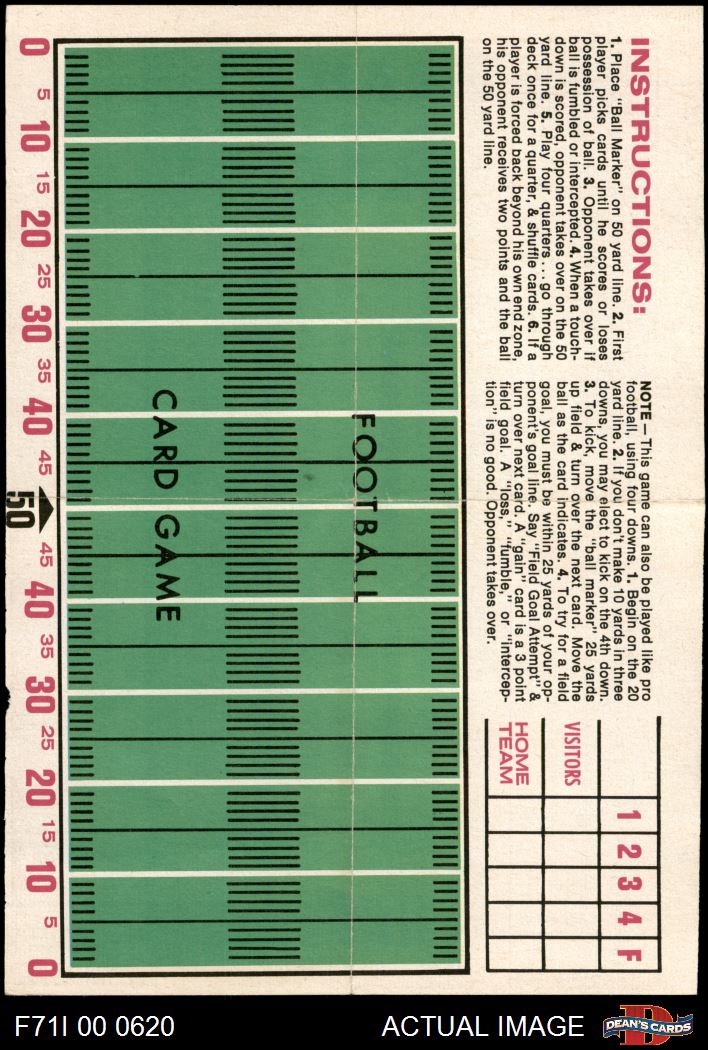 INSTRUCTIONS:
1. Place "Ball Marker" on 50 yard line. 2. First
player picks cards until he scores or loses
possession of ball. 3. Opponent takes over if
ball is fumbled or intercepted. 4. When a touch-
down is scored, opponent takes over on the 50
yard line. 5. Play four quarters... go through
deck once for a quarter, & shuffle cards. 6. If a
player is forced back beyond his own end zone,
his opponent receives two points and the ball
on the 50 yard line.
NOTE—This game can also be played like pro
football, using four downs. 1. Begin on the 20
yard line. 2. If you don't make 10 yards in three
downs, you may elect to kick on the 4th down.
3. To kick, move the "ball marker" 25 yards
up field & turn over the next card. Move the
ball as the card indicates. 4. To try for a field
goal, you must be within 25 yards of your op-
ponent's goal line. Say "Field Goal Attempt" &
turn over next card. A "gain" card is a 3 point
field goal. A "loss," "fumble," or "intercep-
tion" is no good. Opponent takes over.
1 2 3 4 F
VISITORS
HOME
TEAM
FOOTBALL
CARD GAME
0 5 10 15 20 25 30 35 40 45 50 45 40 35 30 25 20 15 10 5 0
F71I 00 0620
ACTUAL IMAGE
D
DEAN'S CARDS